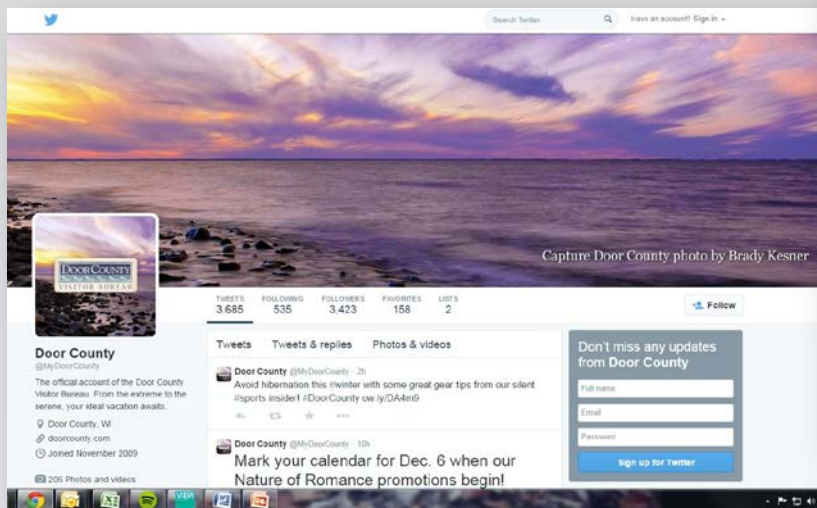 Search Twitter
Have an account? Sign in
Capture Door County photo by Brady Kesner
DOOR COUNTY
VISITOR BUREAU
TWEETS FOLLOWING FOLLOWERS FAVORITES LISTS
3,685 535 3,423 158 2
Follow
Door County
@MyDoorCounty
The official account of the Door County
Visitor Bureau. From the extreme to the
serene, your ideal vacation awaits.
Door County, WI
doorcounty.com
Joined November 2009
206 Photos and videos
Tweets Tweets & replies Photos & videos
Door County @MyDoorCounty · 2h
Avoid hibernation this #winter with some great gear tips from our silent
#sports insider! #DoorCounty ow.ly/DA4m9
Door County @MyDoorCounty · 10h
Mark your calendar for Dec. 6 when our
Nature of Romance promotions begin!
Don't miss any updates
from Door County
Full name
Email
Password
Sign up for Twitter
VIEW